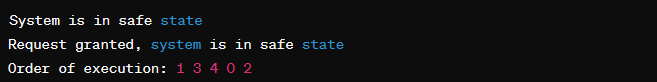 System is in safe state
Request granted, system is in safe state
Order of execution: 1 3 4 0 2